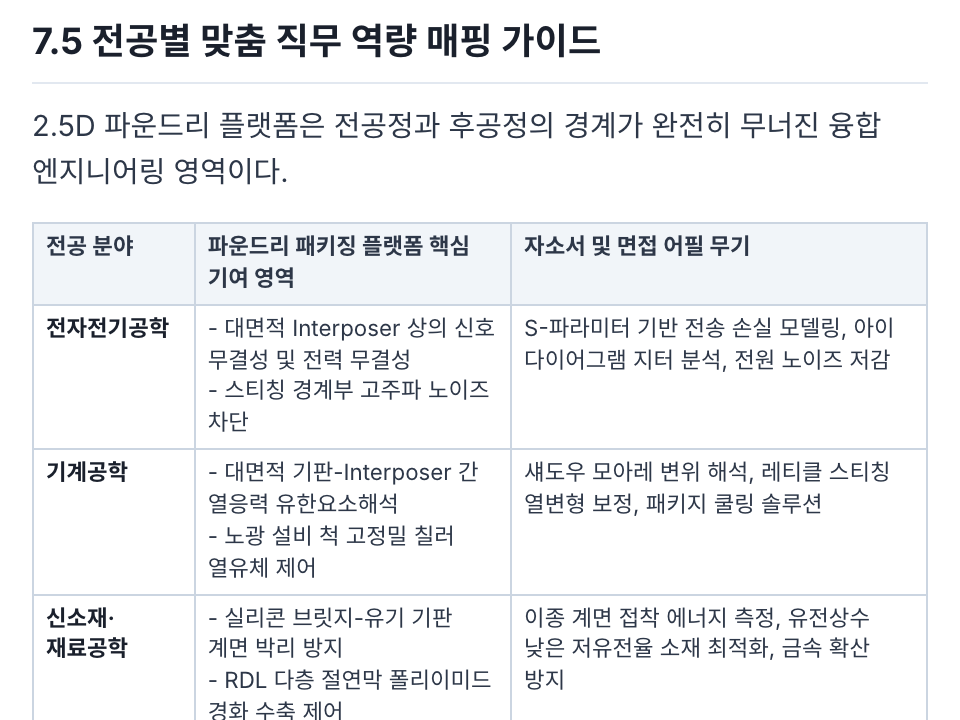 7.5 전공별 맞춤 직무 역량 매핑 가이드
2.5D 파운드리 플랫폼은 전공정과 후공정의 경계가 완전히 무너진 융합
엔지니어링 영역이다.
전공 분야
파운드리 패키징 플랫폼 핵심
기여 영역
자소서 및 면접 어필 무기
전자전기공학
- 대면적 Interposer 상의 신호
무결성 및 전력 무결성
- 스티칭 경계부 고주파 노이즈
차단
S-파라미터 기반 전송 손실 모델링, 아이
다이어그램 지터 분석, 전원 노이즈 저감
기계공학
- 대면적 기판-Interposer 간
열응력 유한요소해석
- 노광 설비 척 고정밀 칠러
열유체 제어
섀도우 모아레 변위 해석, 레티클 스티칭
열변형 보정, 패키지 쿨링 솔루션
신소재·
재료공학
- 실리콘 브릿지-유기 기판
계면 박리 방지
- RDL 다층 절연막 폴리이미드
경화 수축 제어
이종 계면 접착 에너지 측정, 유전상수
낮은 저유전율 소재 최적화, 금속 확산
방지